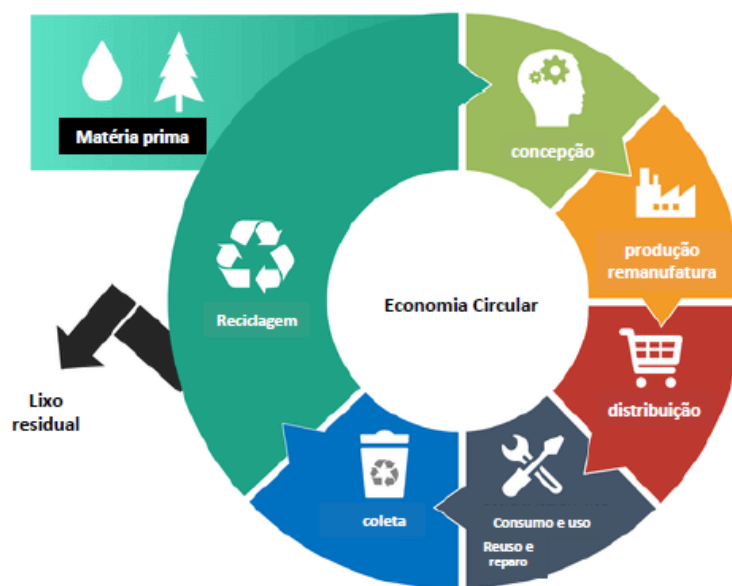 Matéria prima
concepção
produção
remanufatura
Economia Circular
Reciclagem
Lixo
residual
distribuição
coleta
Consumo e uso
Reuso e
reparo